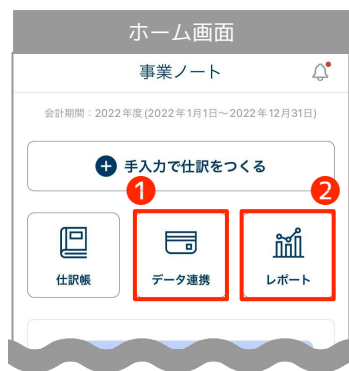 ホーム画面
事業ノート
会計期間：2022年度(2022年1月1日～2022年12月31日)
手入力で仕訳をつくる
1
2
仕訳帳
データ連携
レポート